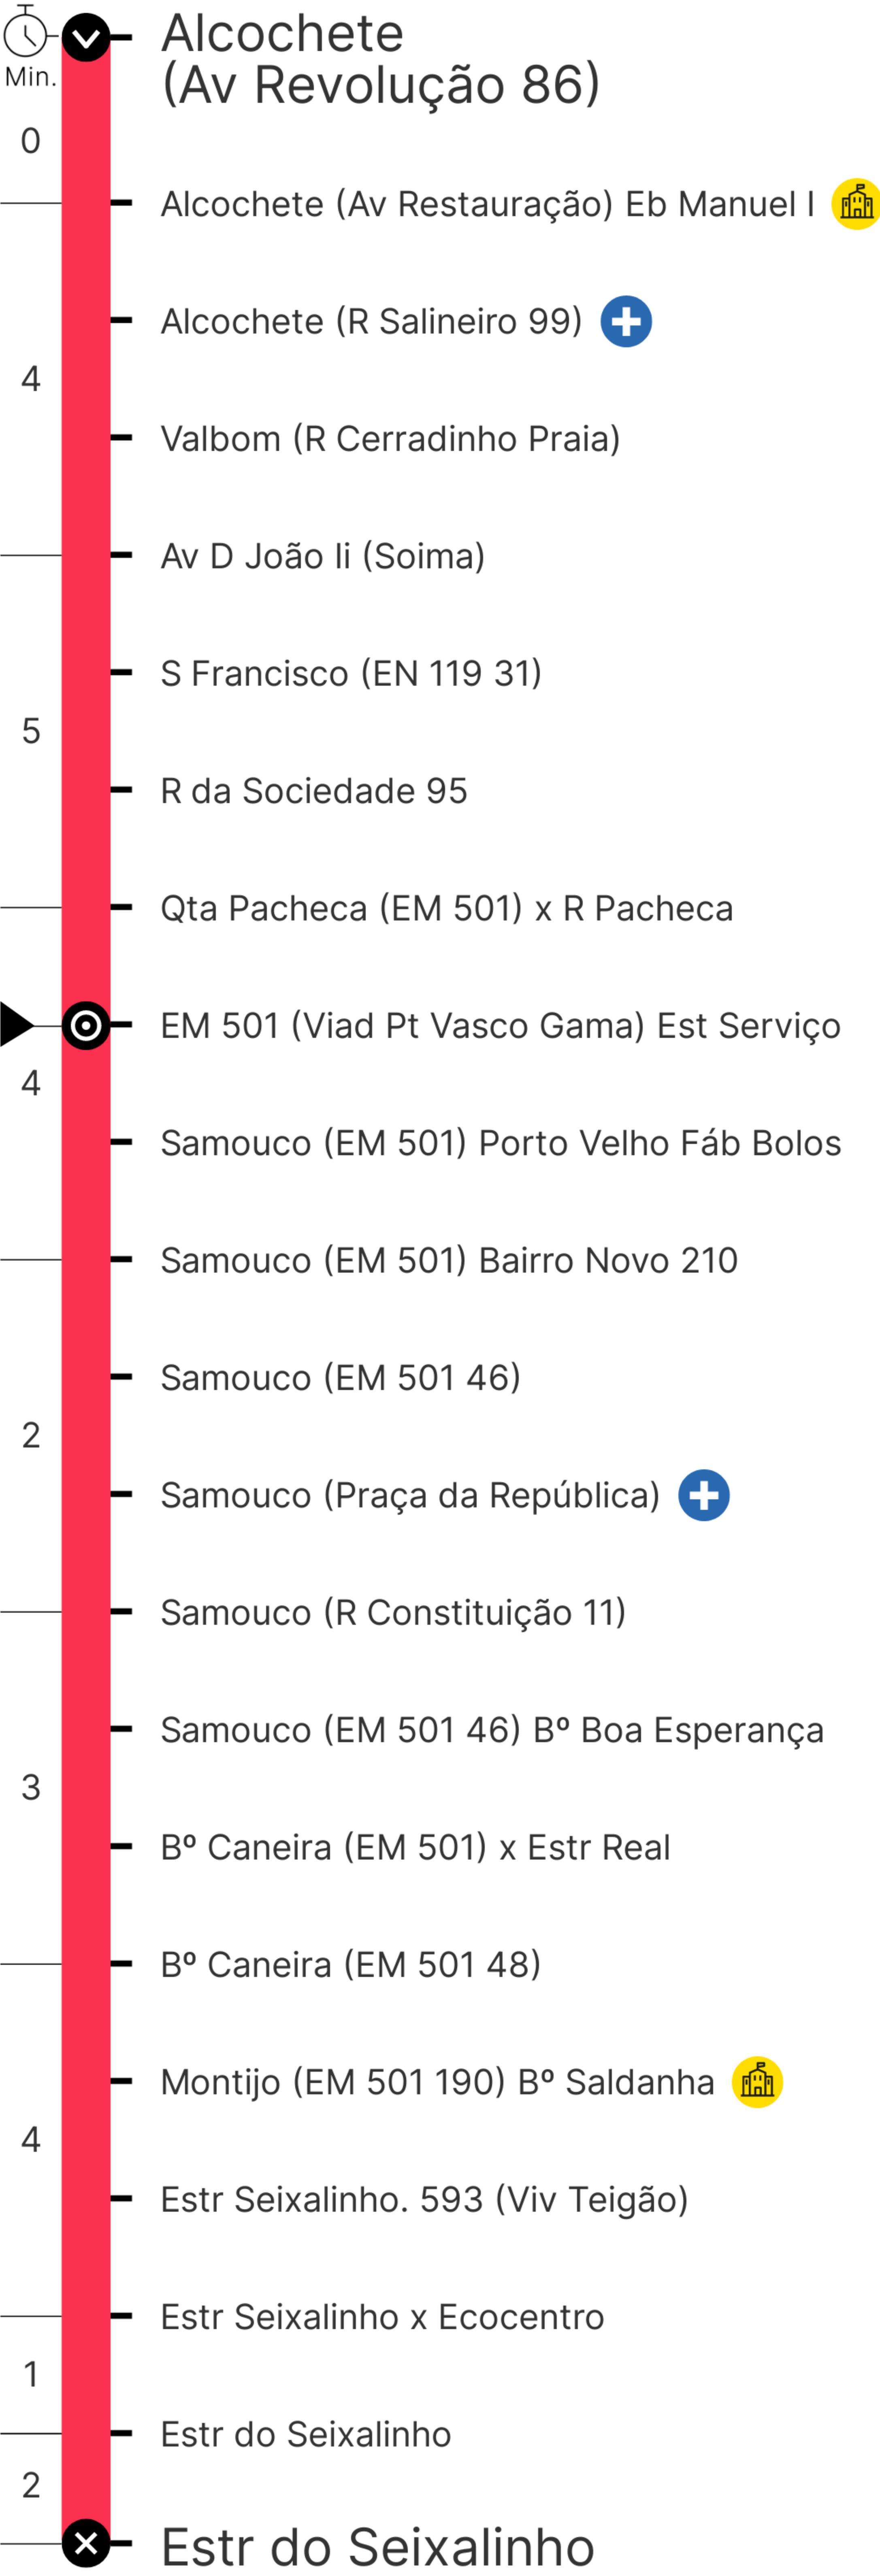 Alcochete
(Av Revolução 86)
Min.
0
Alcochete (Av Restauração) Eb Manuel I
Alcochete (R Salineiro 99)
4
Valbom (R Cerradinho Praia)
Av D João Ii (Soima)
S Francisco (EN 119 31)
5
R da Sociedade 95
Qta Pacheca (EM 501) x R Pacheca
EM 501 (Viad Pt Vasco Gama) Est Serviço
4
Samouco (EM 501) Porto Velho Fáb Bolos
Samouco (EM 501) Bairro Novo 210
Samouco (EM 501 46)
2
Samouco (Praça da República)
Samouco (R Constituição 11)
Samouco (EM 501 46) Bº Boa Esperança
3
Bº Caneira (EM 501) x Estr Real
Bº Caneira (EM 501 48)
Montijo (EM 501 190) Bº Saldanha
4
Estr Seixalinho. 593 (Viv Teigão)
Estr Seixalinho x Ecocentro
1
Estr do Seixalinho
2
Estr do Seixalinho